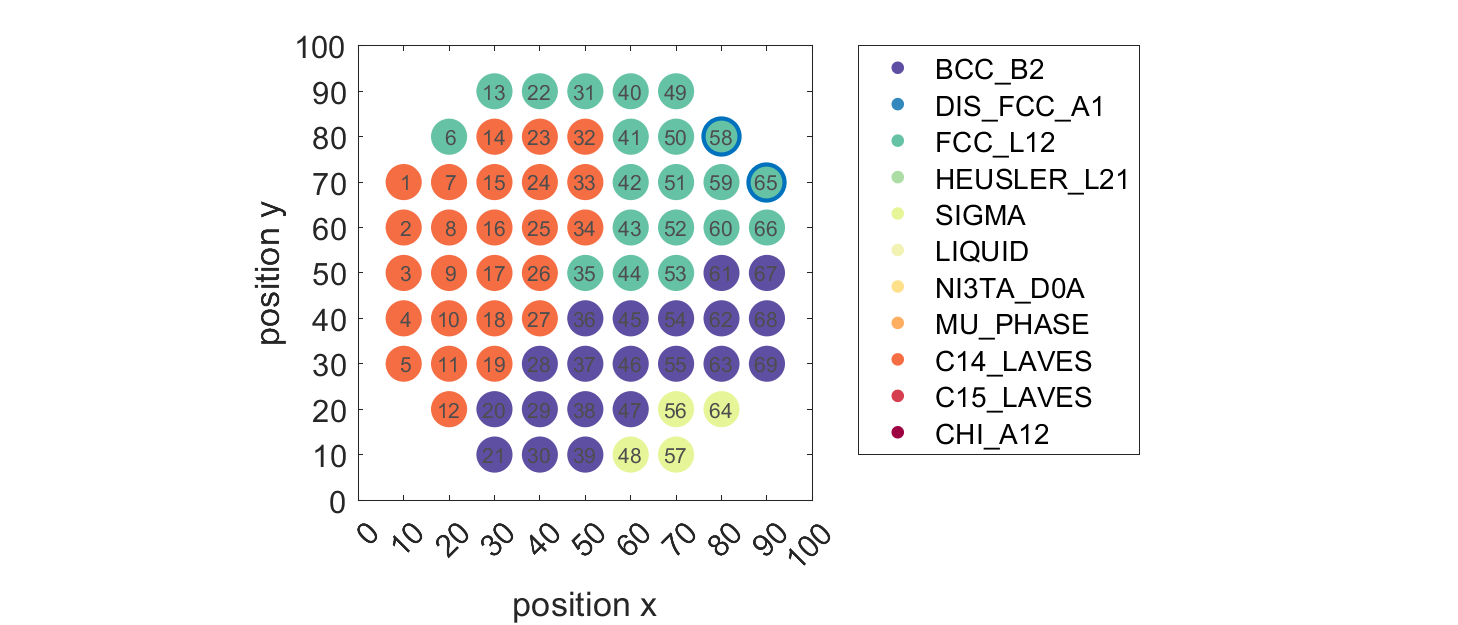 100
90
13 22 31 40 49
80
6 14 23 32 41 50 58
70
1 7 15 24 33 42 51 59 65
60
2 8 16 25 34 43 52 60 66
50
3 9 17 26 35 44 53 61 67
40
4 10 18 27 36 45 54 62 68
30
5 11 19 28 37 46 55 63 69
20
12 20 29 38 47 56 64
10
21 30 39 48 57
0
0 10 20 30 40 50 60 70 80 90 100
position x
position y
BCC_B2
DIS_FCC_A1
FCC_L12
HEUSLER_L21
SIGMA
LIQUID
NI3TA_D0A
MU_PHASE
C14_LAVES
C15_LAVES
CHI_A12